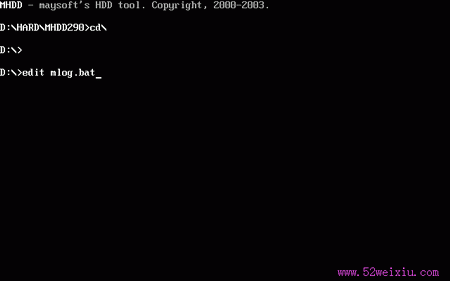 MHDD - maysoft's HDD tool. Copyright, 2000-2003.
D:\HARD\MHDD290>cd\
D:\>
D:\>edit mlog.bat_
www.52weixiu.com